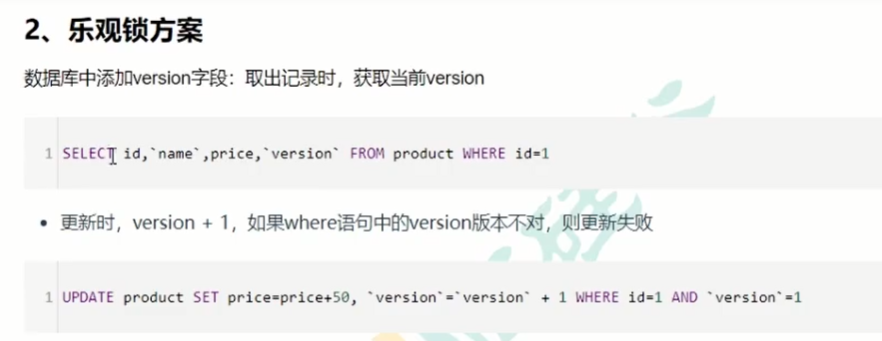 2、乐观锁方案
数据库中添加version字段：取出记录时，获取当前version
1 SELECT id,`name`,price,`version` FROM product WHERE id=1
• 更新时，version + 1，如果where语句中的version版本不对，则更新失败
1 UPDATE product SET price=price+50, `version`=`version` + 1 WHERE id=1 AND `version`=1